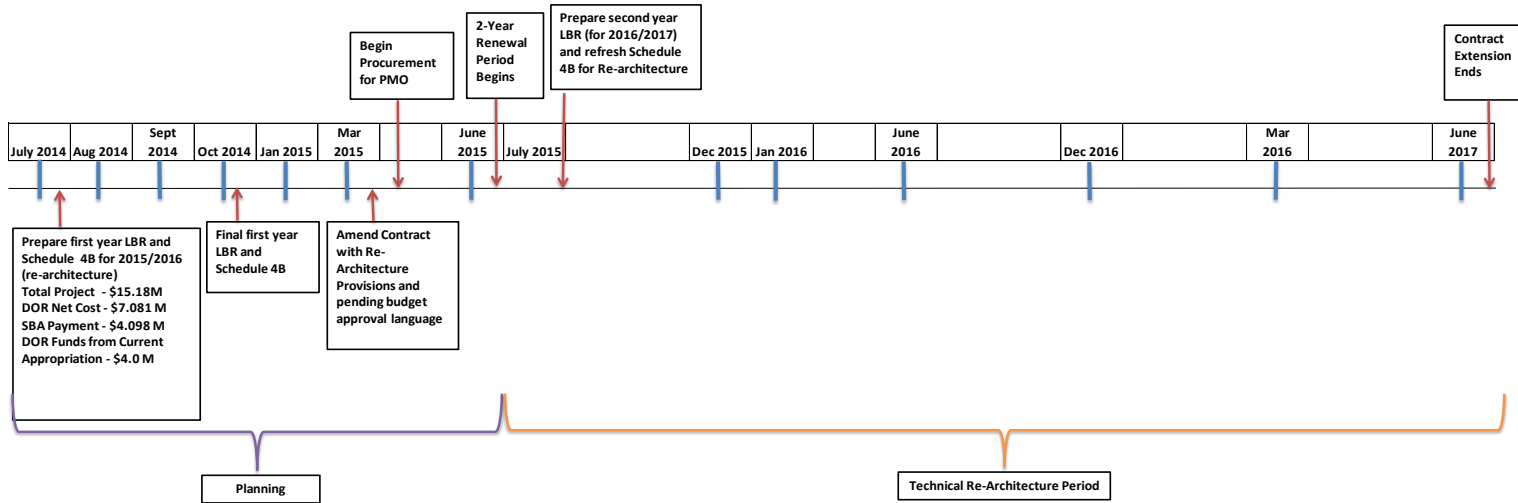 Begin
Procurement
for PMO
2-Year
Renewal
Period
Begins
Prepare second year
LBR (for 2016/2017)
and refresh Schedule
4B for Re-architecture
Contract
Extension
Ends
July 2014
Aug 2014
Sept
2014
Oct 2014
Jan 2015
Mar
2015
June
2015
July 2015
Dec 2015
Jan 2016
June
2016
Dec 2016
Mar
2016
June
2017
Prepare first year LBR and
Schedule 4B for 2015/2016
(re-architecture)
Total Project - $15.18M
DOR Net Cost - $7.081 M
SBA Payment - $4.098 M
DOR Funds from Current
Appropriation - $4.0 M
Final first year
LBR and
Schedule 4B
Amend Contract
with Re-
Architecture
Provisions and
pending budget
approval language
Planning
Technical Re-Architecture Period